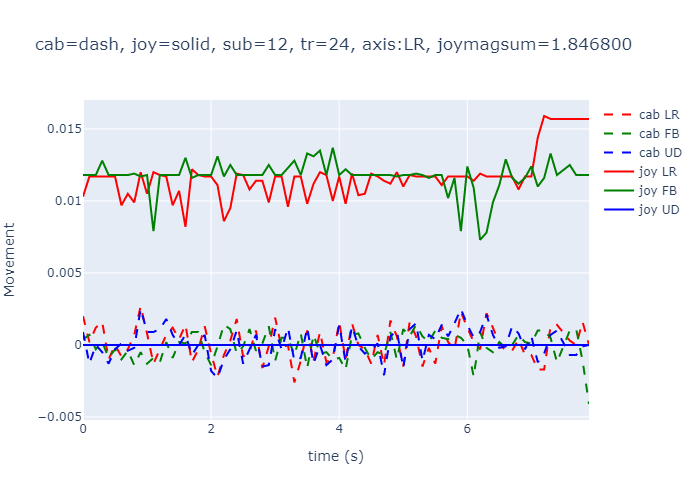 cab=dash, joy=solid, sub=12, tr=24, axis:LR, joymagsum=1.846800
cab LR
cab FB
cab UD
joy LR
joy FB
joy UD
0.015
0.01
0.005
0
−0.005
Movement
0
2
4
6
time (s)